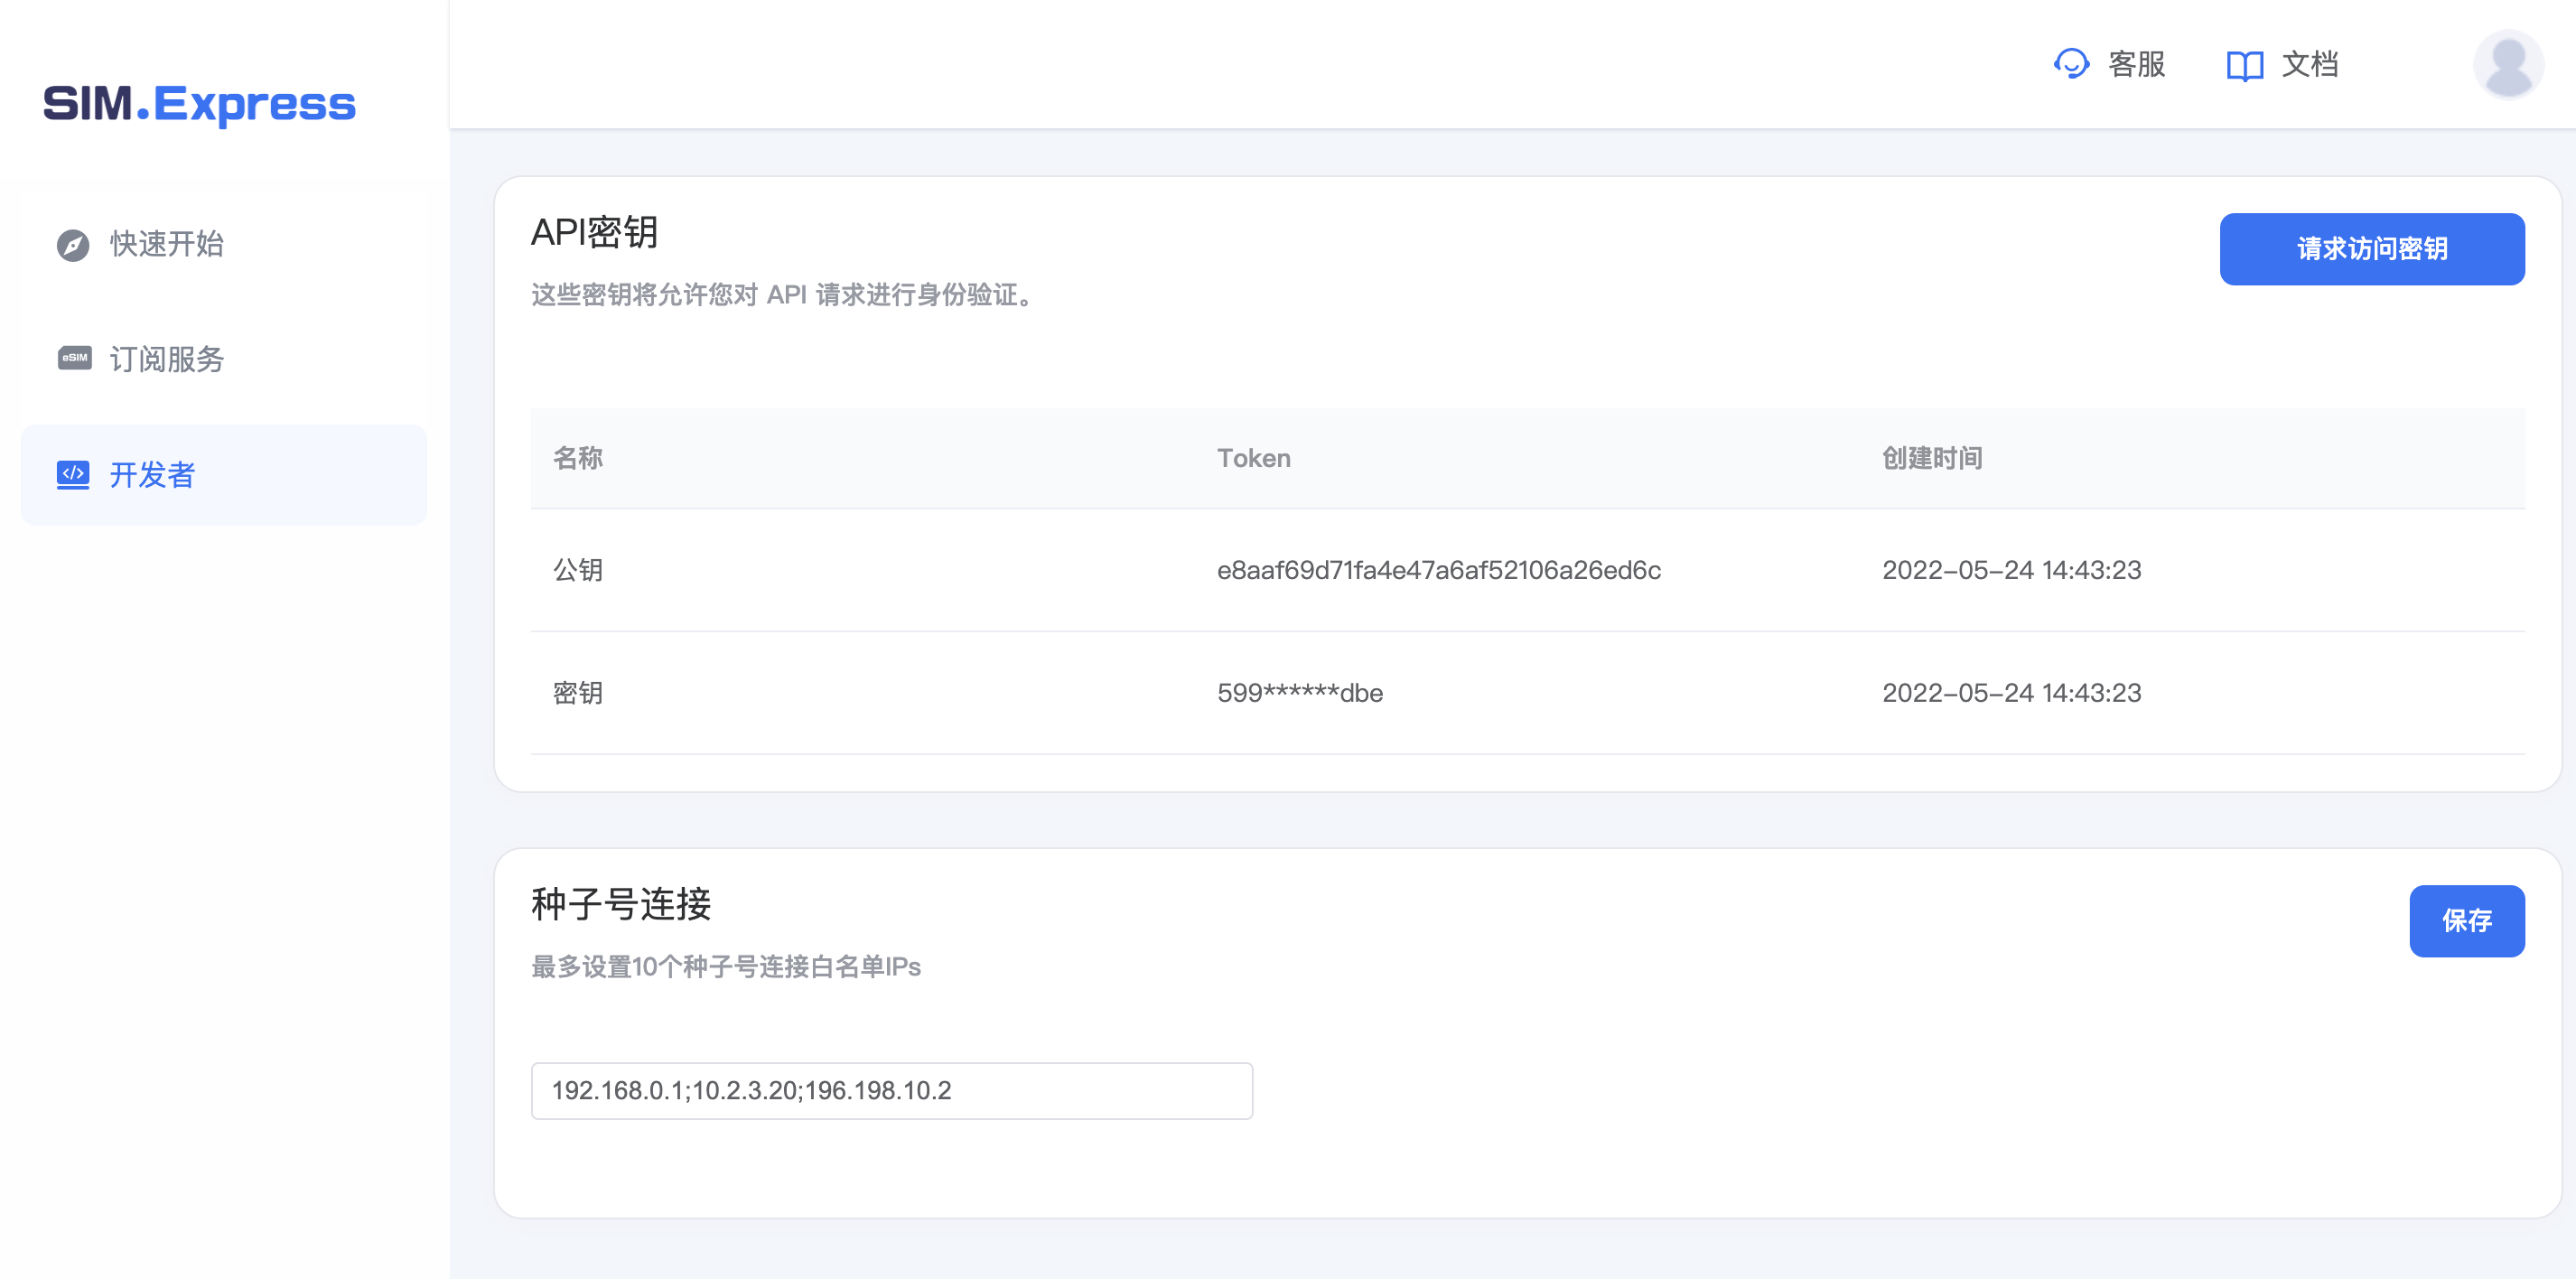 SIM.Express
客服
文档
快速开始
eSIM
订阅服务
</>
开发者
API密钥
请求访问密钥
这些密钥将允许您对 API 请求进行身份验证。
名称 Token 创建时间
公钥 e8aaf69d71fa4e47a6af52106a26ed6c 2022-05-24 14:43:23
密钥 599******dbe 2022-05-24 14:43:23
种子号连接
保存
最多设置10个种子号连接白名单IPs
192.168.0.1;10.2.3.20;196.198.10.2